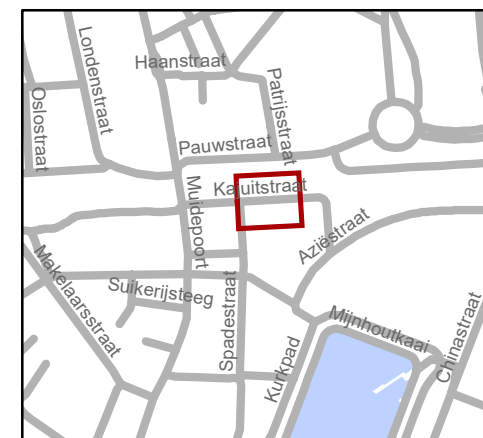 Londenstraat
Haanstraat
Oslostraat
Patrijsstraat
Pauwstraat
Kajuitstraat
Muidepoort
Aziëstraat
Makelaarsstraat
Suikerijsteeg
Spadestraat
Kurkpad
Mijnhoutkaai
Chinastraat